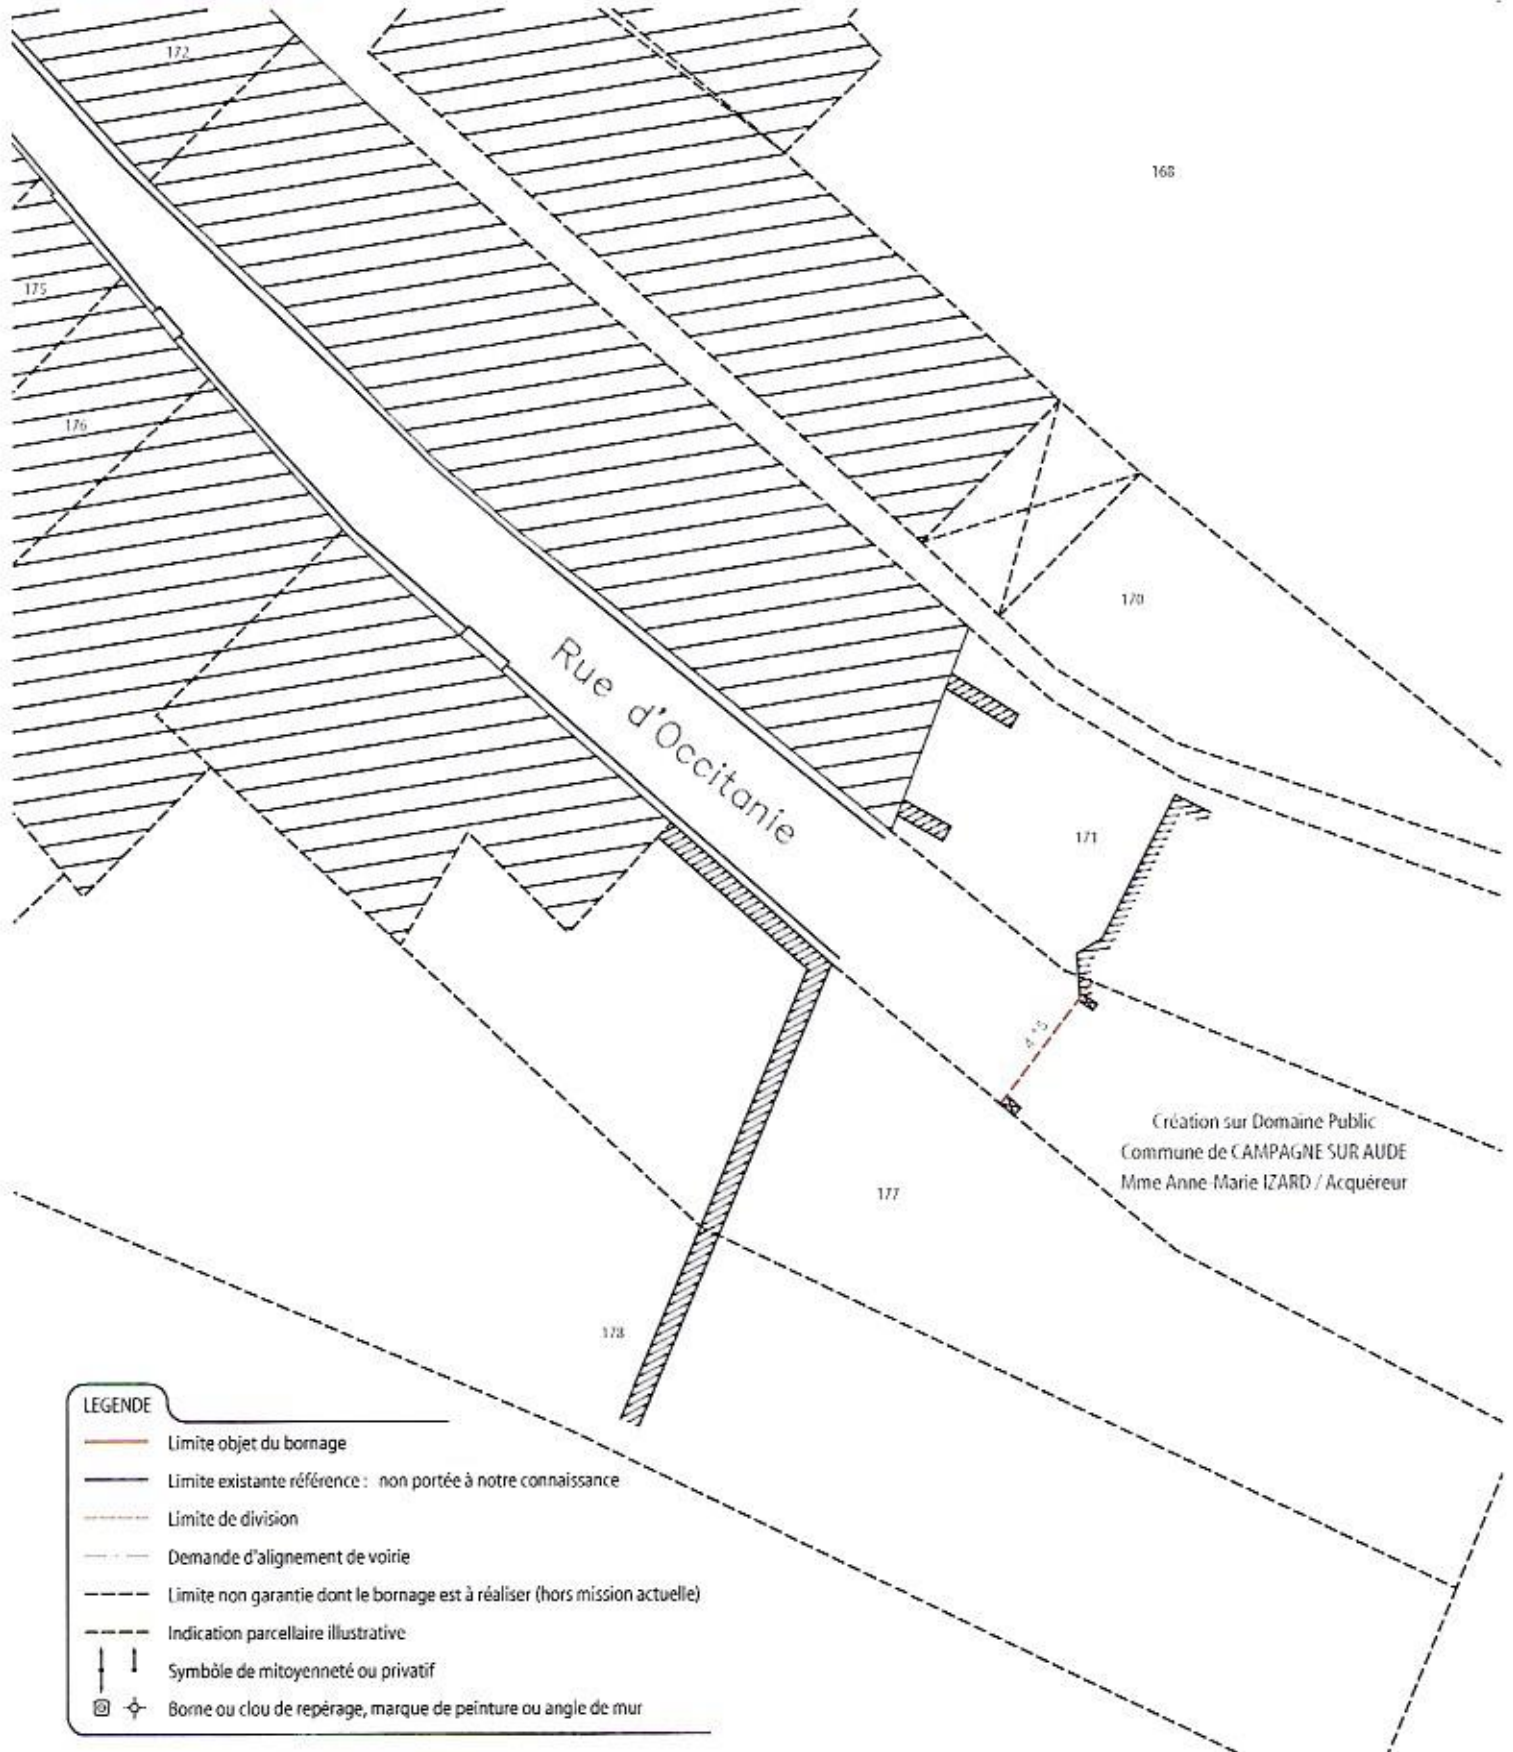 172
168
175
176
170
Rue d'Occitanie
171
Création sur Domaine Public
Commune de CAMPAGNE SUR AUDE
Mme Anne-Marie IZARD / Acquéreur
177
178
LEGENDE
Limite objet du bornage
Limite existante référence : non portée à notre connaissance
Limite de division
Demande d'alignement de voirie
Limite non garantie dont le bornage est à réaliser (hors mission actuelle)
Indication parcellaire illustrative
Symbôle de mitoyenneté ou privatif
Borne ou clou de repérage, marque de peinture ou angle de mur